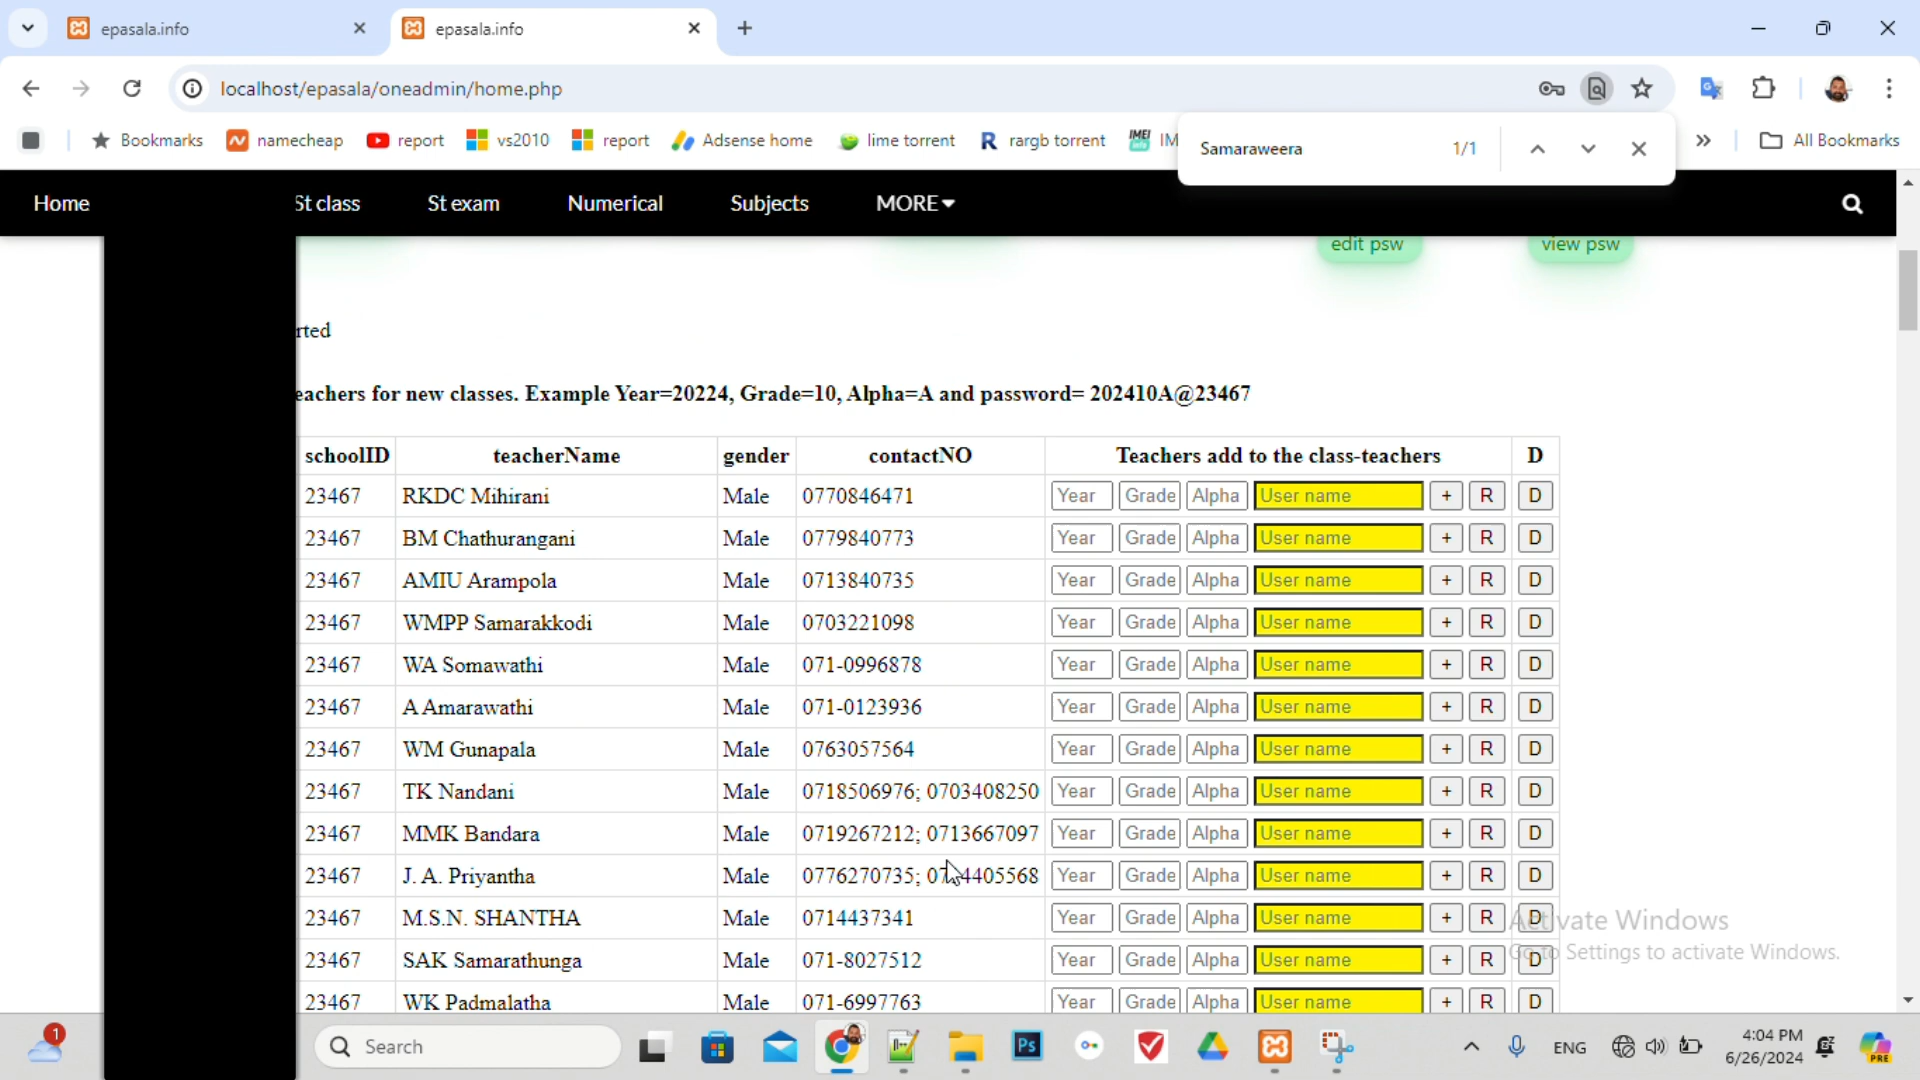 epasala.info
epasala.info
localhost/epasala/oneadmin/home.php
Bookmarks namecheap report vs2010 report Adsense home lime torrent rargb torrent IMEI IM » All Bookmarks
Samaraweera 1/1
Home St class St exam Numerical Subjects MORE
edit psw view psw
rted
eachers for new classes. Example Year=20224, Grade=10, Alpha=A and password= 202410A@23467
schoolID teacherName gender contactNO Teachers add to the class-teachers D
23467 RKDC Mihirani Male 0770846471 Year Grade Alpha User name + R D
23467 BM Chathurangani Male 0779840773 Year Grade Alpha User name + R D
23467 AMIU Arampola Male 0713840735 Year Grade Alpha User name + R D
23467 WMPP Samarakkodi Male 0703221098 Year Grade Alpha User name + R D
23467 WA Somawathi Male 071-0996878 Year Grade Alpha User name + R D
23467 A Amarawathi Male 071-0123936 Year Grade Alpha User name + R D
23467 WM Gunapala Male 0763057564 Year Grade Alpha User name + R D
23467 TK Nandani Male 0718506976; 0703408250 Year Grade Alpha User name + R D
23467 MMK Bandara Male 0719267212; 0713667097 Year Grade Alpha User name + R D
23467 J. A. Priyantha Male 0776270735; Year Grade Alpha User name + R D
23467 M.S.N. SHANTHA Male 0714437341 Year Grade Alpha User name + R D
Activate Windows
23467 SAK Samarathunga Male 071-8027512 Year Grade Alpha User name + R D
Go to Settings to activate Windows.
23467 WK Padmalatha Male 071-6997763 Year Grade Alpha User name + R D
1 Search Ps ENG 4:04 PM
6/26/2024
PRE